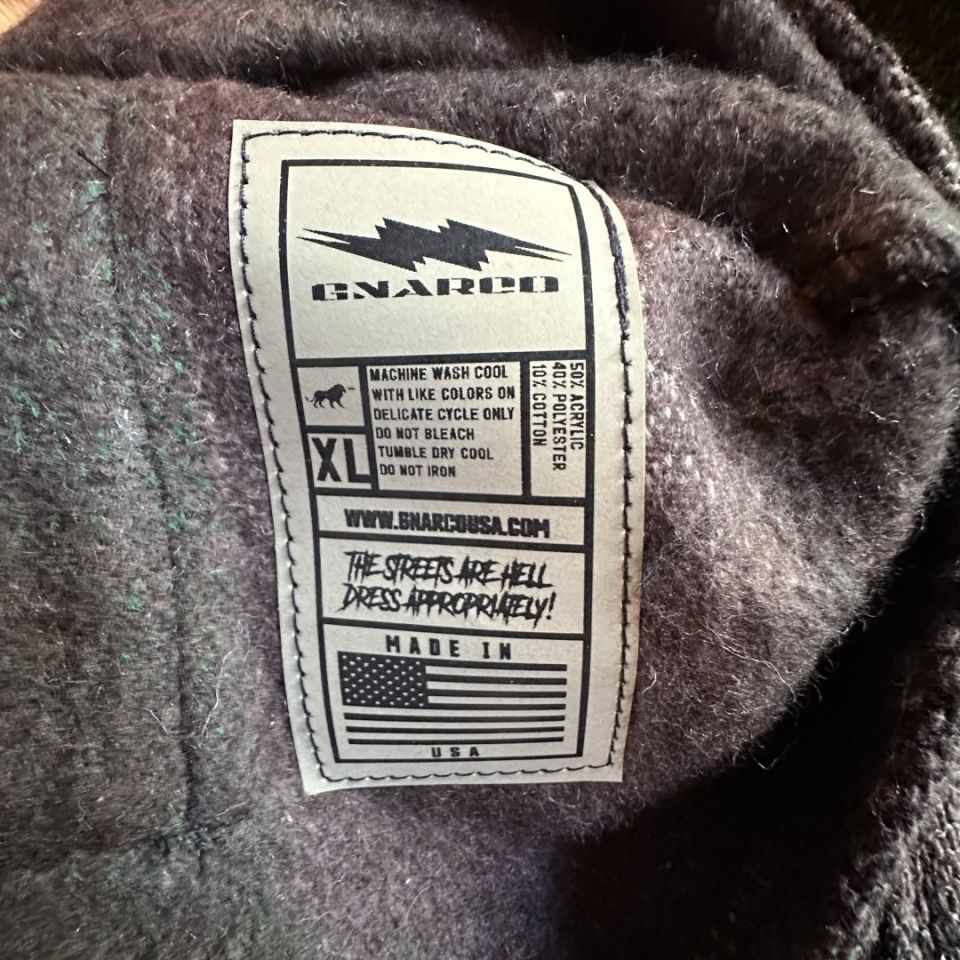 GNARCO
MACHINE WASH COOL
WITH LIKE COLORS ON
DELICATE CYCLE ONLY
DO NOT BLEACH
TUMBLE DRY COOL
DO NOT IRON
XL
50% ACRYLIC
40% POLYESTER
10% COTTON
WWW.GNARCOUSA.COM
THE STREETS ARE HELL
DRESS APPROPRIATELY!
MADE IN
USA